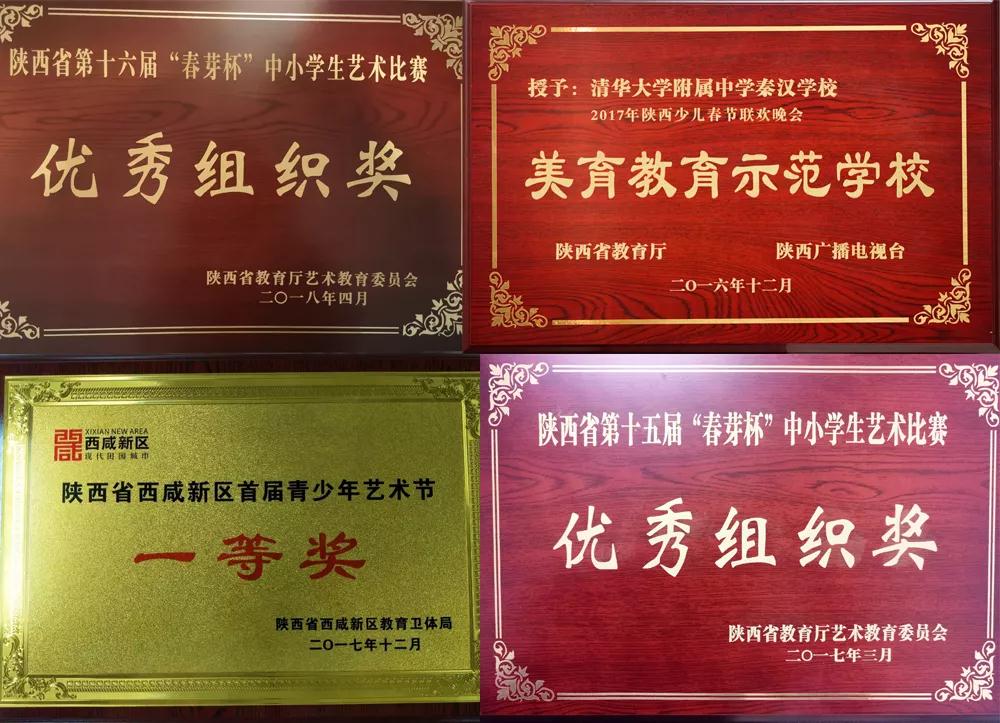 陕西省第十六届“春芽杯”中小学生艺术比赛
优秀组织奖
陕西省教育厅艺术教育委员会
二〇一八年四月
授予：清华大学附属中学秦汉学校
2017年陕西少儿春节联欢晚会
美育教育示范学校
陕西省教育厅 陕西广播电视台
二〇一六年十二月
XIXIAN NEW AREA
西咸新区
现代田园城市
陕西省西咸新区首届青少年艺术节
一等奖
陕西省西咸新区教育卫体局
二〇一七年十二月
陕西省第十五届“春芽杯”中小学生艺术比赛
优秀组织奖
陕西省教育厅艺术教育委员会
二〇一七年三月